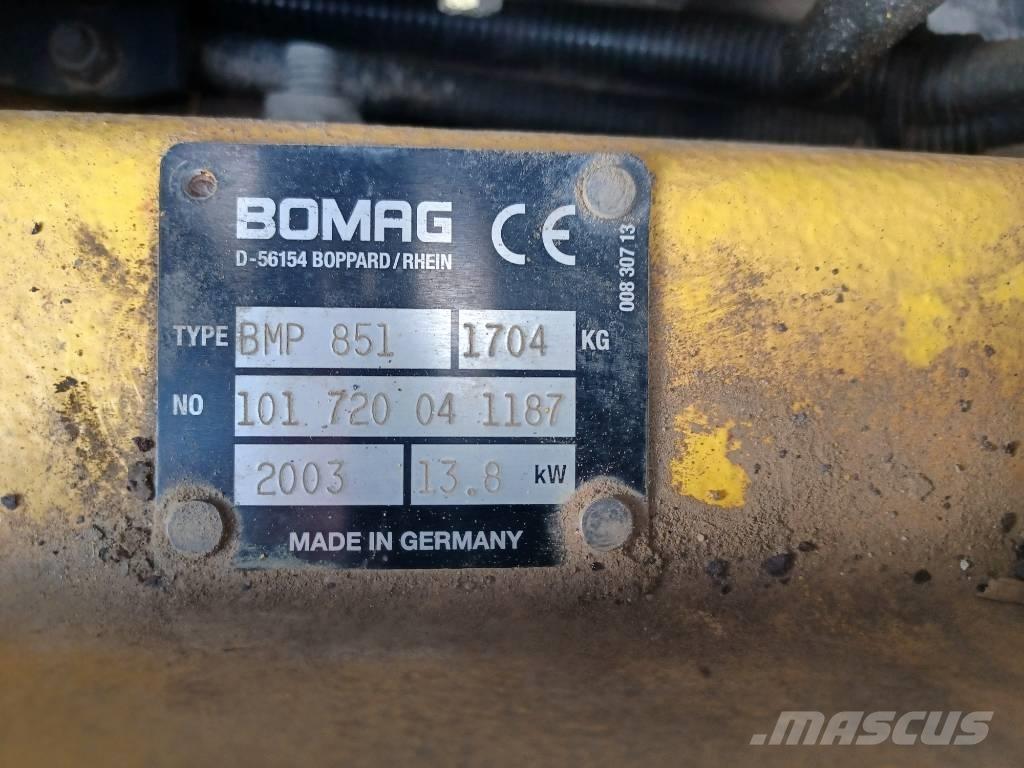 BOMAG CE
D-56154 BOPPARD/RHEIN
008 307 13
TYPE BMP 851 1704 KG
NO 101 720 04 1187
2003 13.8 kW
MADE IN GERMANY
MASCUS